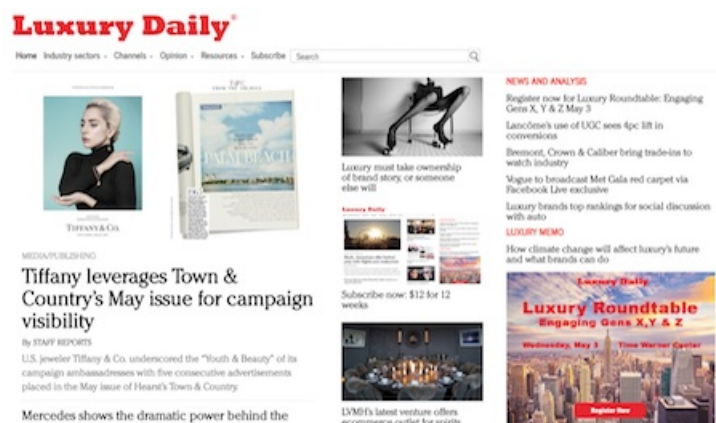 Luxury Daily®
Home Industry sectors Channels Opinion Resources Subscribe Search
TIFFANY & CO.
PALM BEACH
MEDIA/PUBLISHING
Tiffany leverages Town &
Country's May issue for campaign
visibility
By STAFF REPORTS
U.S. jeweler Tiffany & Co. underscored the "Youth & Beauty" of its
campaign ambassadress with five consecutive advertisements
placed in the May issue of Hearst's Town & Country.
Mercedes shows the dramatic power behind the
Luxury must take ownership
of brand story, or someone
else will
Luxury Daily
Subscribe now: $12 for 12
weeks
LVMH's latest venture offers
ecommerce outlet for spirits
NEWS AND ANALYSIS
Register now for Luxury Roundtable: Engaging
Gens X, Y & Z May 3
Lancôme's use of UGC sees 4pc lift in
conversions
Bremont, Crown & Caliber bring trade-ins to
watch industry
Vogue to broadcast Met Gala red carpet via
Facebook Live exclusive
Luxury brands top rankings for social discussion
with auto
LUXURY MEMO
How climate change will affect luxury's future
and what brands can do
Luxury Daily
Luxury Roundtable
Engaging Gens X,Y & Z
Wednesday, May 3 Time Warner Center
Register Now